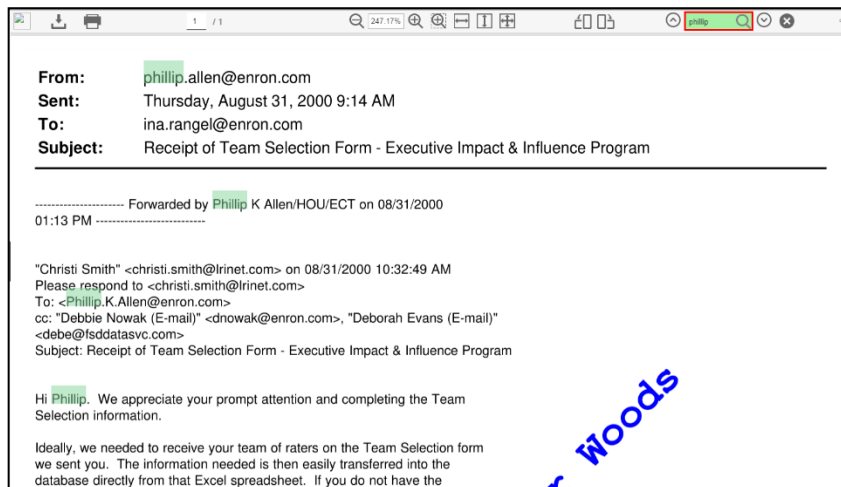 1 / 1 247.17% phillip
From: phillip.allen@enron.com
Sent: Thursday, August 31, 2000 9:14 AM
To: ina.rangel@enron.com
Subject: Receipt of Team Selection Form - Executive Impact & Influence Program
---------------------- Forwarded by Phillip K Allen/HOU/ECT on 08/31/2000
01:13 PM ---------------------------
"Christi Smith" <christi.smith@lrinet.com> on 08/31/2000 10:32:49 AM
Please respond to <christi.smith@lrinet.com>
To: <Phillip.K.Allen@enron.com>
cc: "Debbie Nowak (E-mail)" <dnowak@enron.com>, "Deborah Evans (E-mail)"
<debe@fsddatasvc.com>
Subject: Receipt of Team Selection Form - Executive Impact & Influence Program
Hi Phillip. We appreciate your prompt attention and completing the Team
Selection information.
Ideally, we needed to receive your team of raters on the Team Selection form
we sent you. The information needed is then easily transferred into the
database directly from that Excel spreadsheet. If you do not have the
Woods